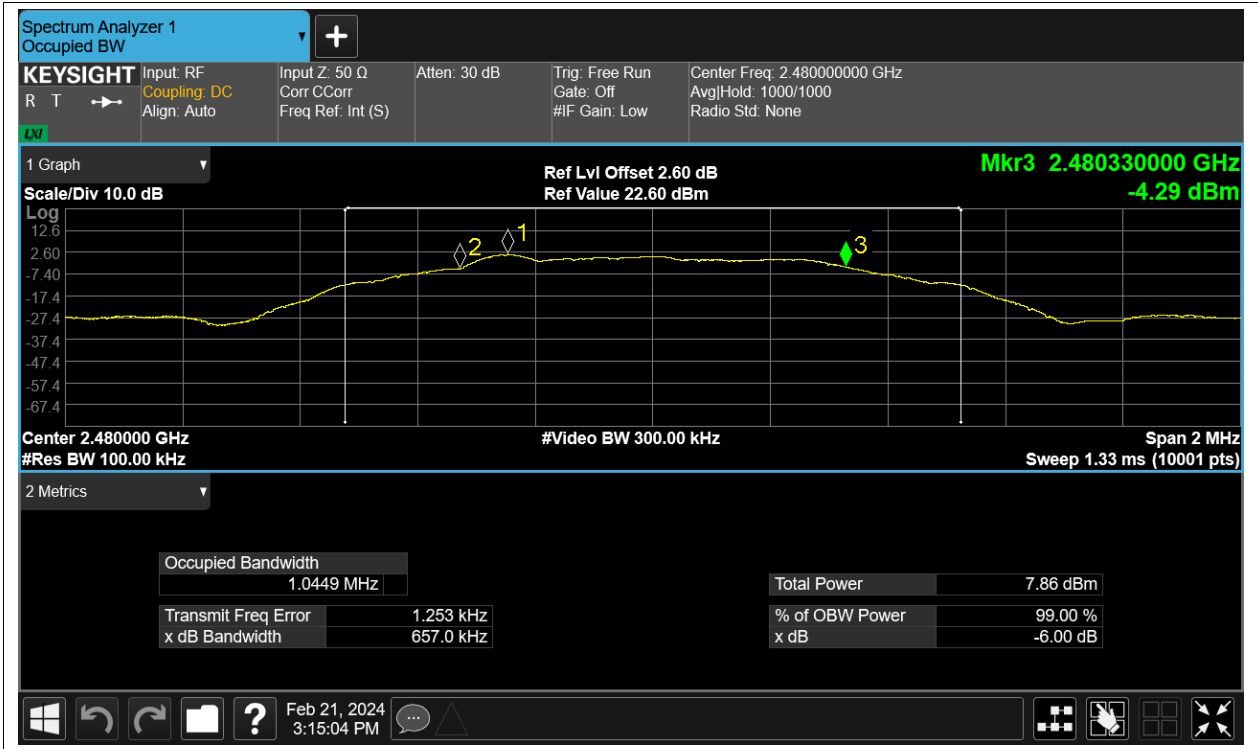 Spectrum Analyzer 1
Occupied BW
KEYSIGHT
R T
LXI
Input: RF
Coupling: DC
Align: Auto
Input Z: 50 Ω
Corr CCorr
Freq Ref: Int (S)
Atten: 30 dB
Trig: Free Run
Gate: Off
#IF Gain: Low
Center Freq: 2.480000000 GHz
Avg|Hold: 1000/1000
Radio Std: None
1 Graph
Scale/Div 10.0 dB
Ref Lvl Offset 2.60 dB
Ref Value 22.60 dBm
Mkr3 2.480330000 GHz
-4.29 dBm
Log
12.6
2.60
-7.40
-17.4
-27.4
-37.4
-47.4
-57.4
-67.4
2
1
3
Center 2.480000 GHz
#Res BW 100.00 kHz
#Video BW 300.00 kHz
Span 2 MHz
Sweep 1.33 ms (10001 pts)
2 Metrics
Occupied Bandwidth
1.0449 MHz
Transmit Freq Error 1.253 kHz
x dB Bandwidth 657.0 kHz
Total Power 7.86 dBm
% of OBW Power 99.00 %
x dB -6.00 dB
?
Feb 21, 2024
3:15:04 PM